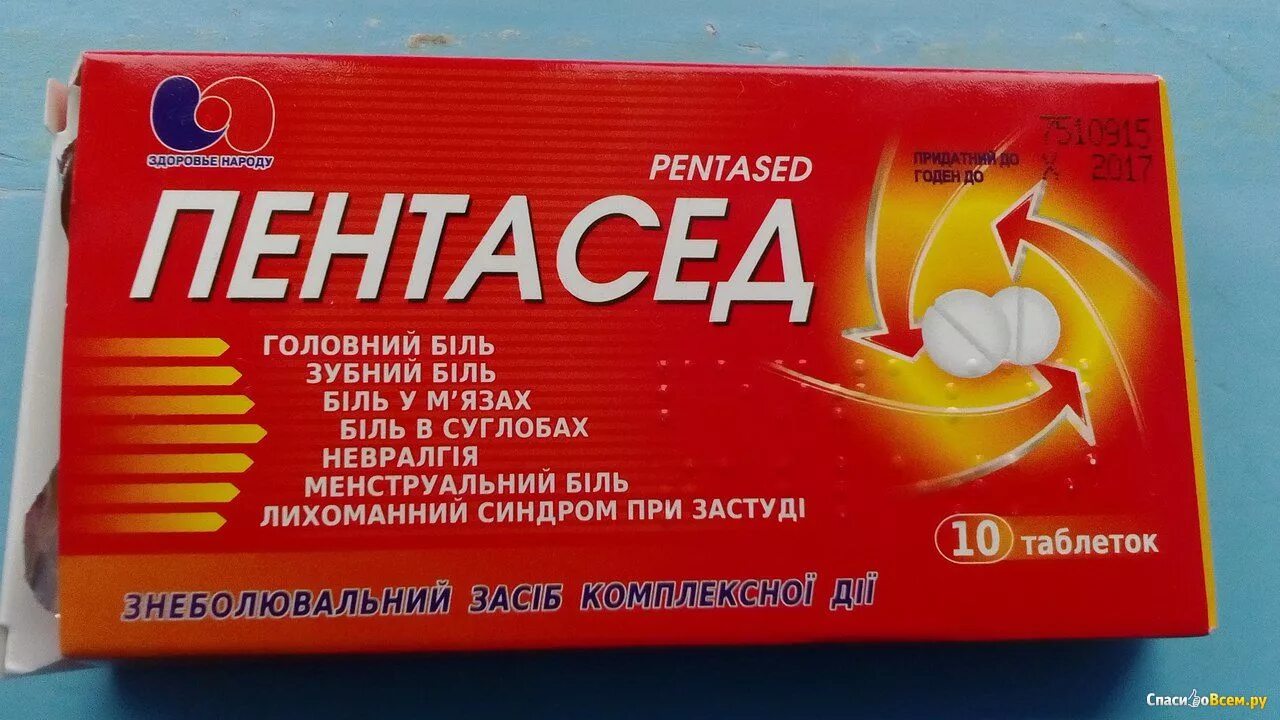 ЗДОРОВЬЕ НАРОДУ
PENTASED
ПЕНТАСЕД
7510915
ПРИДАТНИЙ ДО
ГОДЕН ДО
X 2017
ГОЛОВНИЙ БІЛЬ
ЗУБНИЙ БІЛЬ
БІЛЬ У М'ЯЗАХ
БІЛЬ В СУГЛОБАХ
НЕВРАЛГІЯ
МЕНСТРУАЛЬНИЙ БІЛЬ
ЛИХОМАННИЙ СИНДРОМ ПРИ ЗАСТУДІ
10 таблеток
ЗНЕБОЛЮВАЛЬНИЙ ЗАСІБ КОМПЛЕКСНОЇ ДІЇ
СпасибоВсем.ру